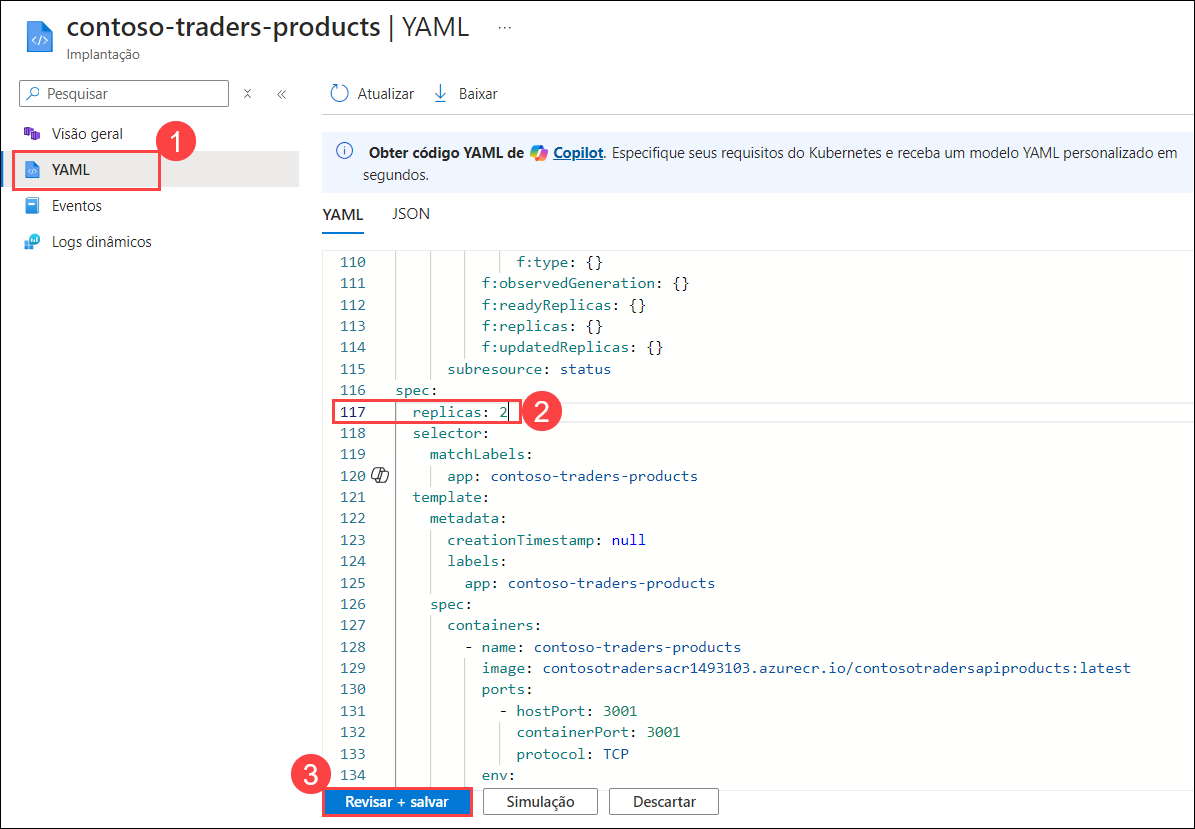 contoso-traders-products | YAML ...
Implantação
Pesquisar
Atualizar Baixar
Visão geral
1
YAML
Eventos
Logs dinâmicos
Obter código YAML de Copilot. Especifique seus requisitos do Kubernetes e receba um modelo YAML personalizado em
segundos.
YAML JSON
110 f:type: {}
111 f:observedGeneration: {}
112 f:readyReplicas: {}
113 f:replicas: {}
114 f:updatedReplicas: {}
115 subresource: status
116 spec:
117 replicas: 2
2
118 selector:
119 matchLabels:
120 app: contoso-traders-products
121 template:
122 metadata:
123 creationTimestamp: null
124 labels:
125 app: contoso-traders-products
126 spec:
127 containers:
128 - name: contoso-traders-products
129 image: contosotradersacr1493103.azurecr.io/contosotradersapiproducts:latest
130 ports:
131 - hostPort: 3001
132 containerPort: 3001
133 protocol: TCP
134 env:
3
Revisar + salvar Simulação Descartar